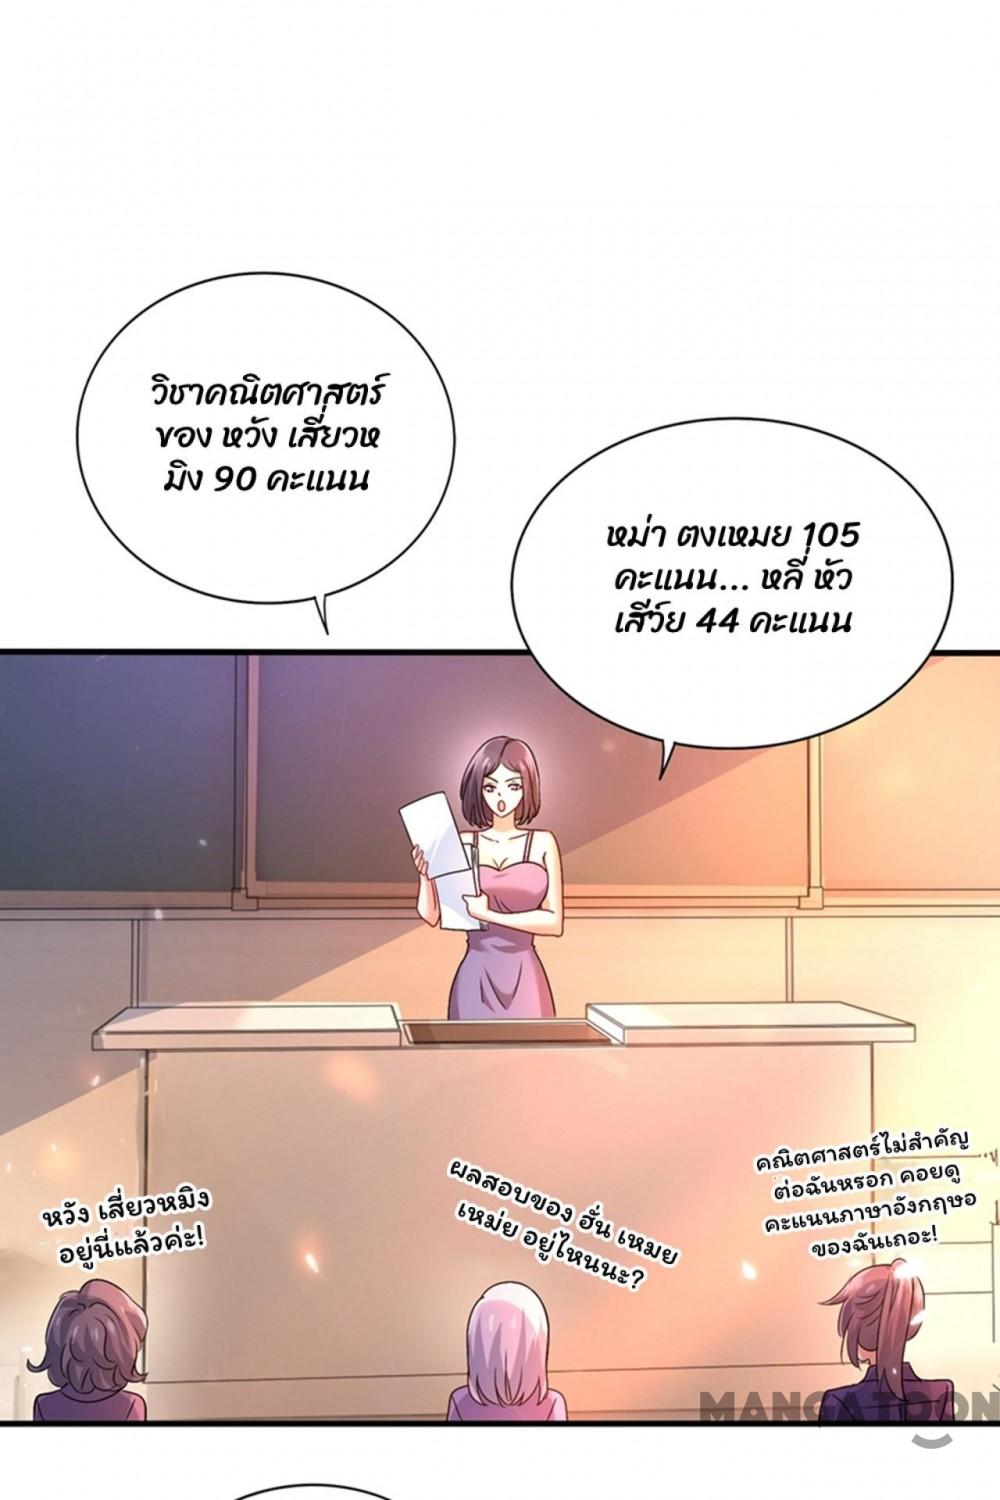 วิชาคณิตศาสตร์
ของ หวัง เสี่ยวห
มิง 90 คะแนน
หม่า ตงเหมย 105
คะแนน... หลี่ หัว
เสีว์ย 44 คะแนน
หวัง เสี่ยวหมิง
อยู่นี่แล้วค่ะ!
ผลสอบของ ฮั่น เหมย
เหม่ย อยู่ไหนนะ?
คณิตศาสตร์ไม่สำคัญ
ต่อฉันหรอก คอยดู
คะแนนภาษาอังกฤษอ
ของฉันเถอะ!
MANGATOON